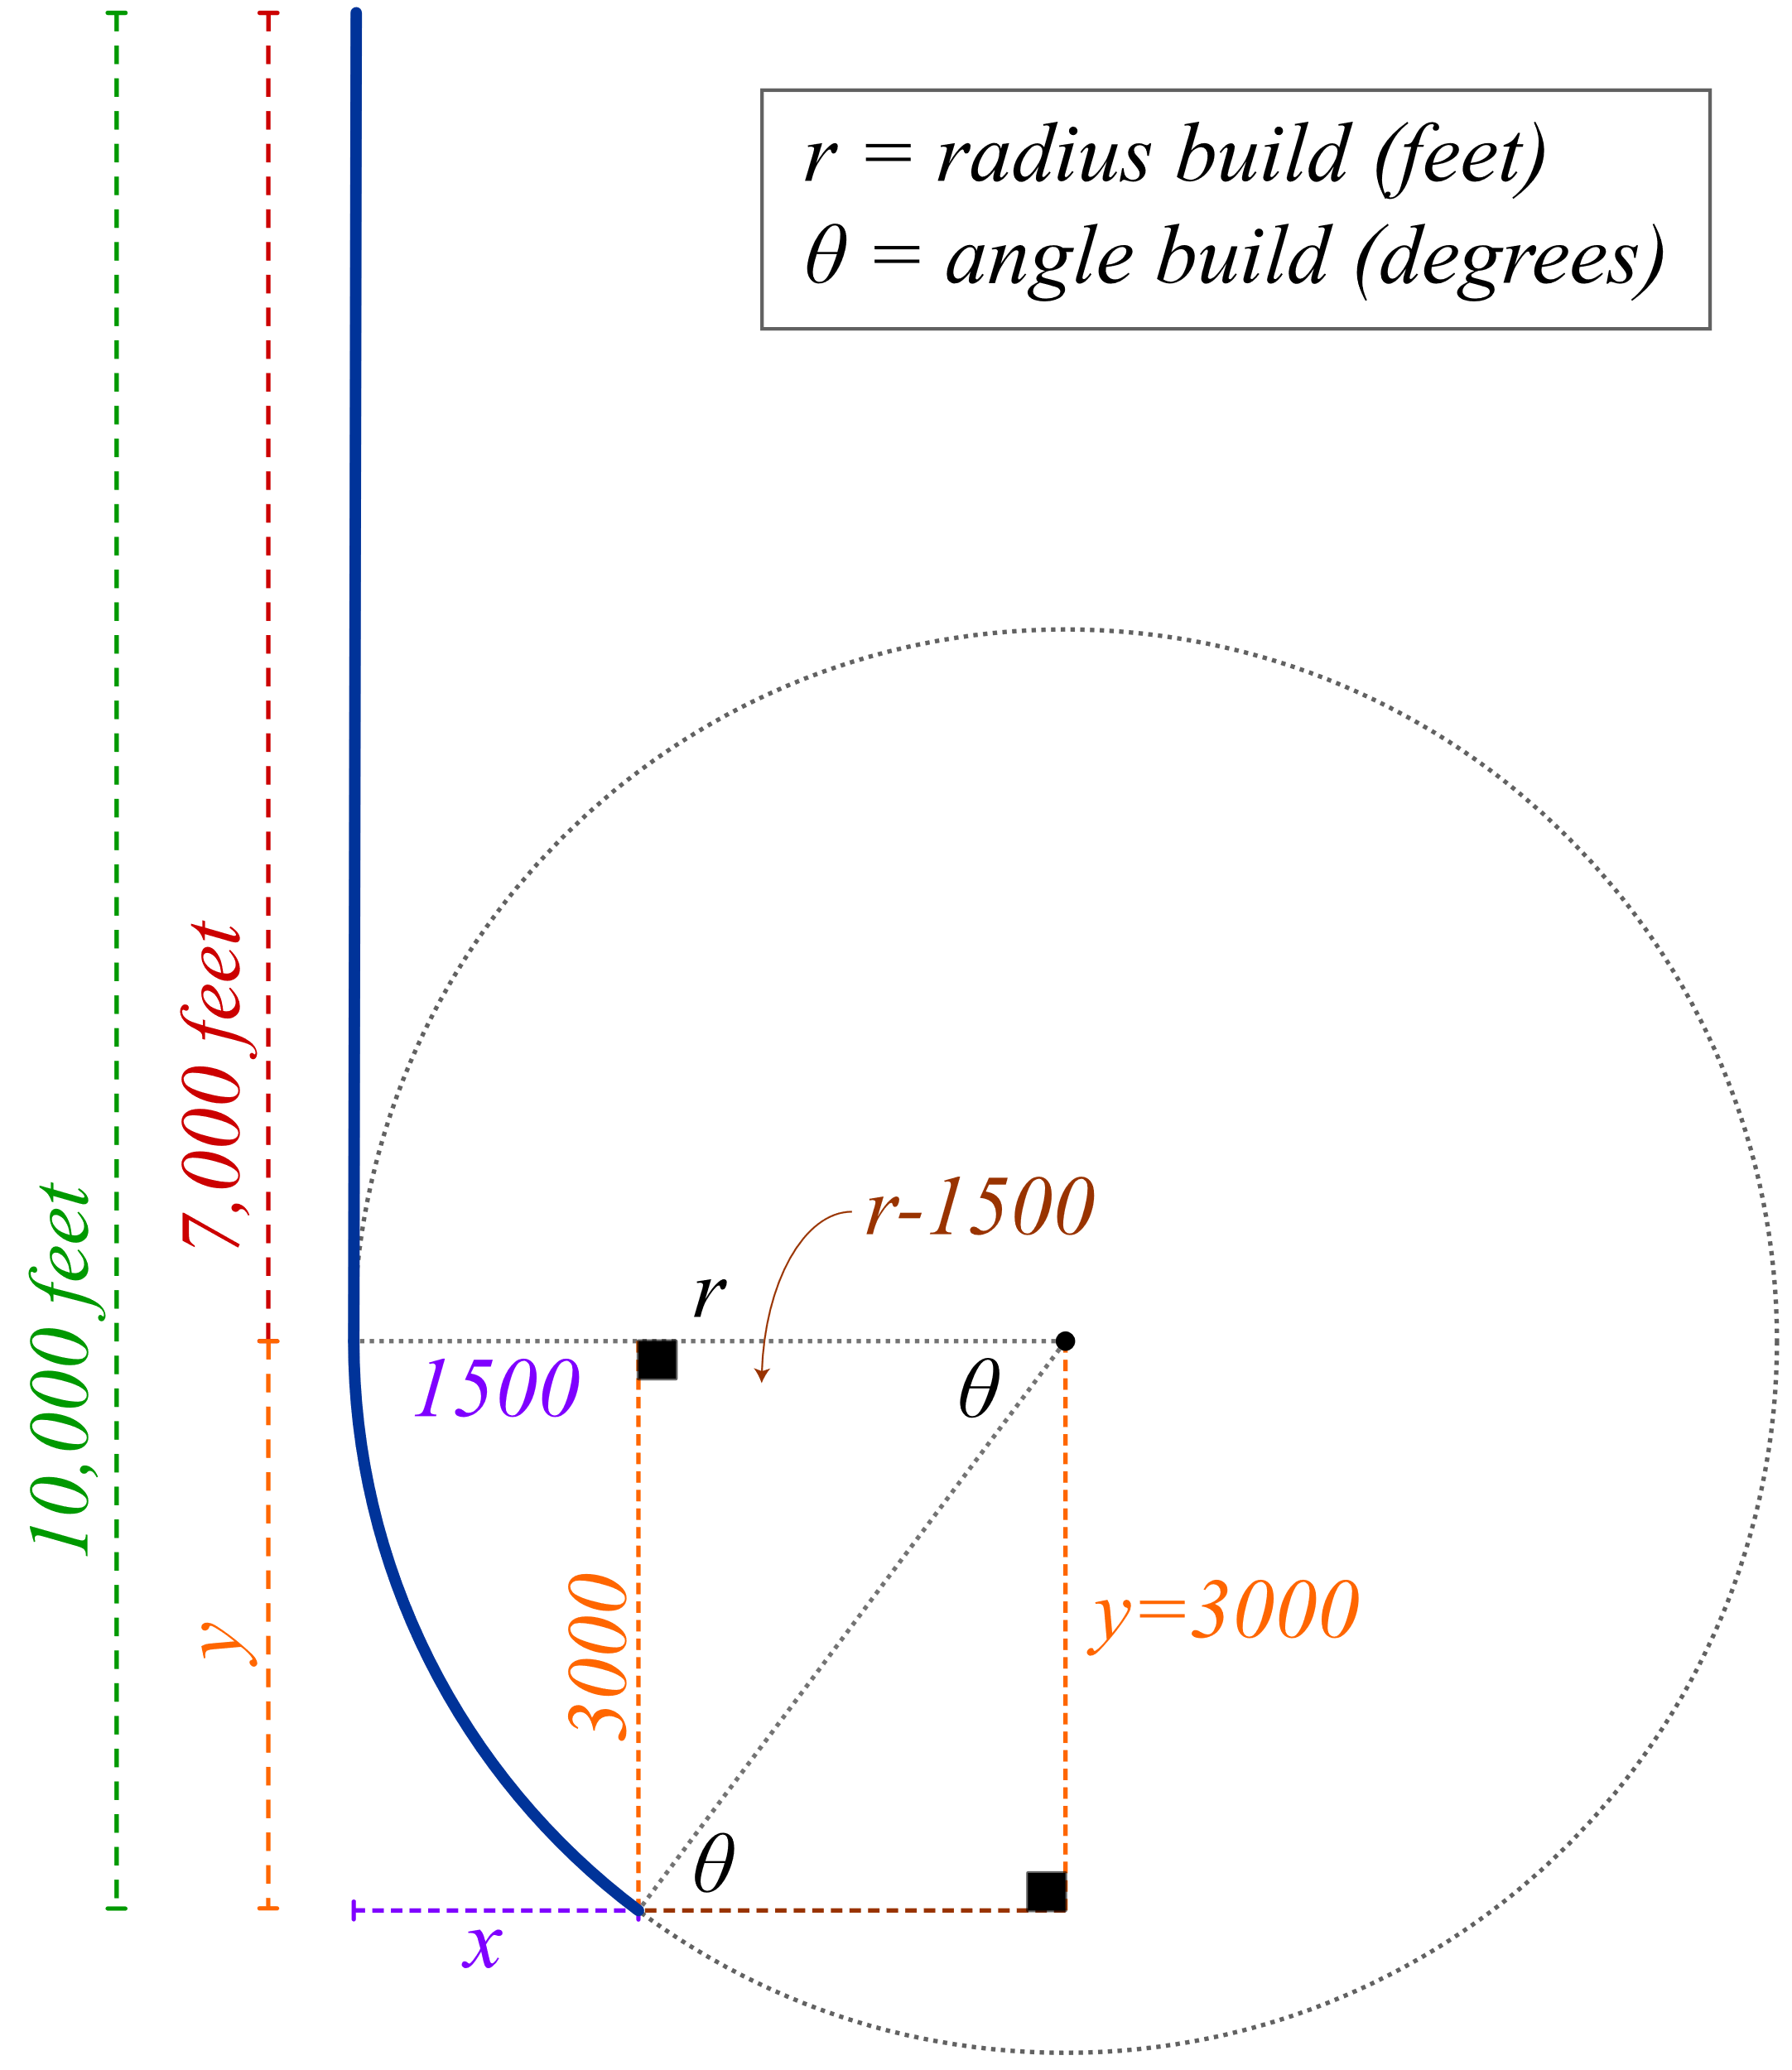 r = radius build (feet)
θ = angle build (degrees)
10,000 feet
7,000 feet
r-1500
r
1500
θ
3000
y=3000
y
θ
x